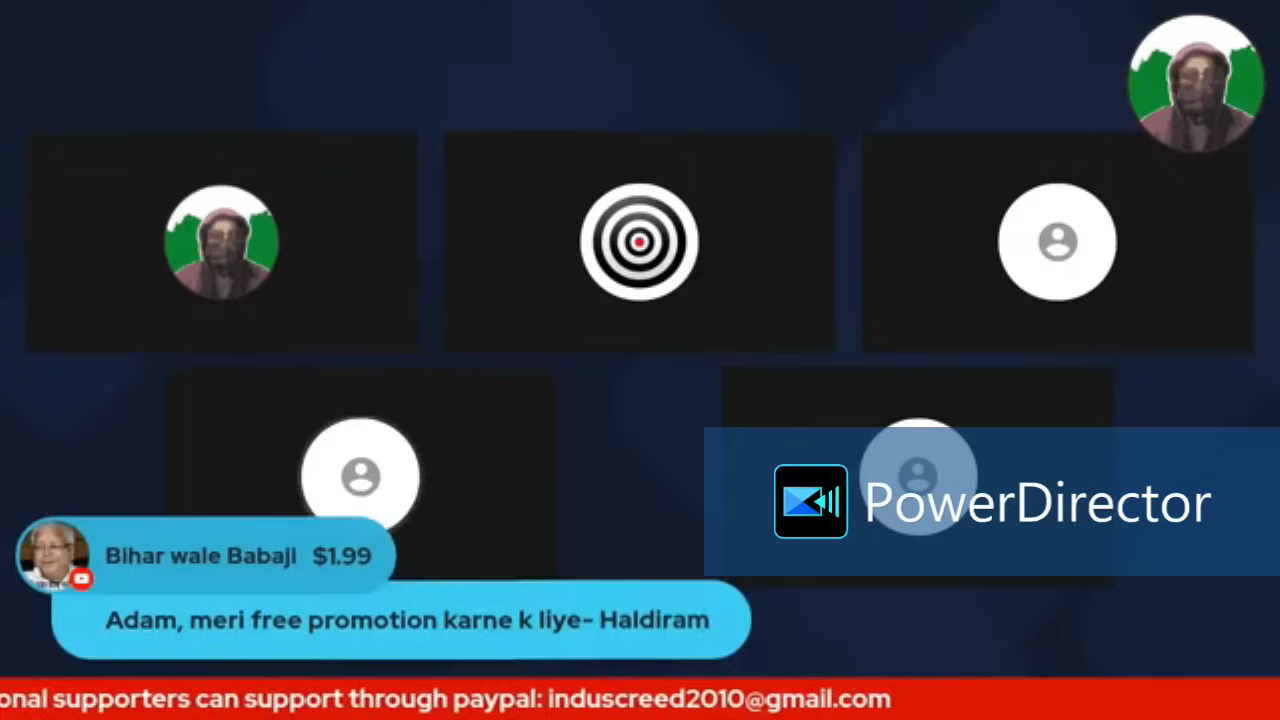 PowerDirector
Bihar wale Babaji $1.99
Adam, meri free promotion karne k liye- Haldiram
onal supporters can support through paypal: induscreed2010@gmail.com